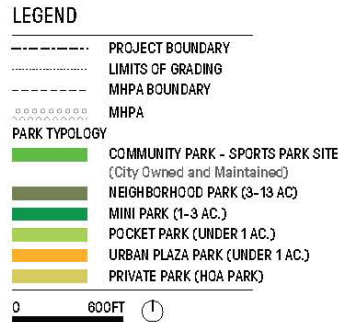 LEGEND
PROJECT BOUNDARY
LIMITS OF GRADING
MHPA BOUNDARY
MHPA
PARK TYPOLOGY
COMMUNITY PARK - SPORTS PARK SITE
(City Owned and Maintained)
NEIGHBORHOOD PARK (3-13 AC)
MINI PARK (1-3 AC.)
POCKET PARK (UNDER 1 AC.)
URBAN PLAZA PARK (UNDER 1 AC.)
PRIVATE PARK (HOA PARK)
0 600FT